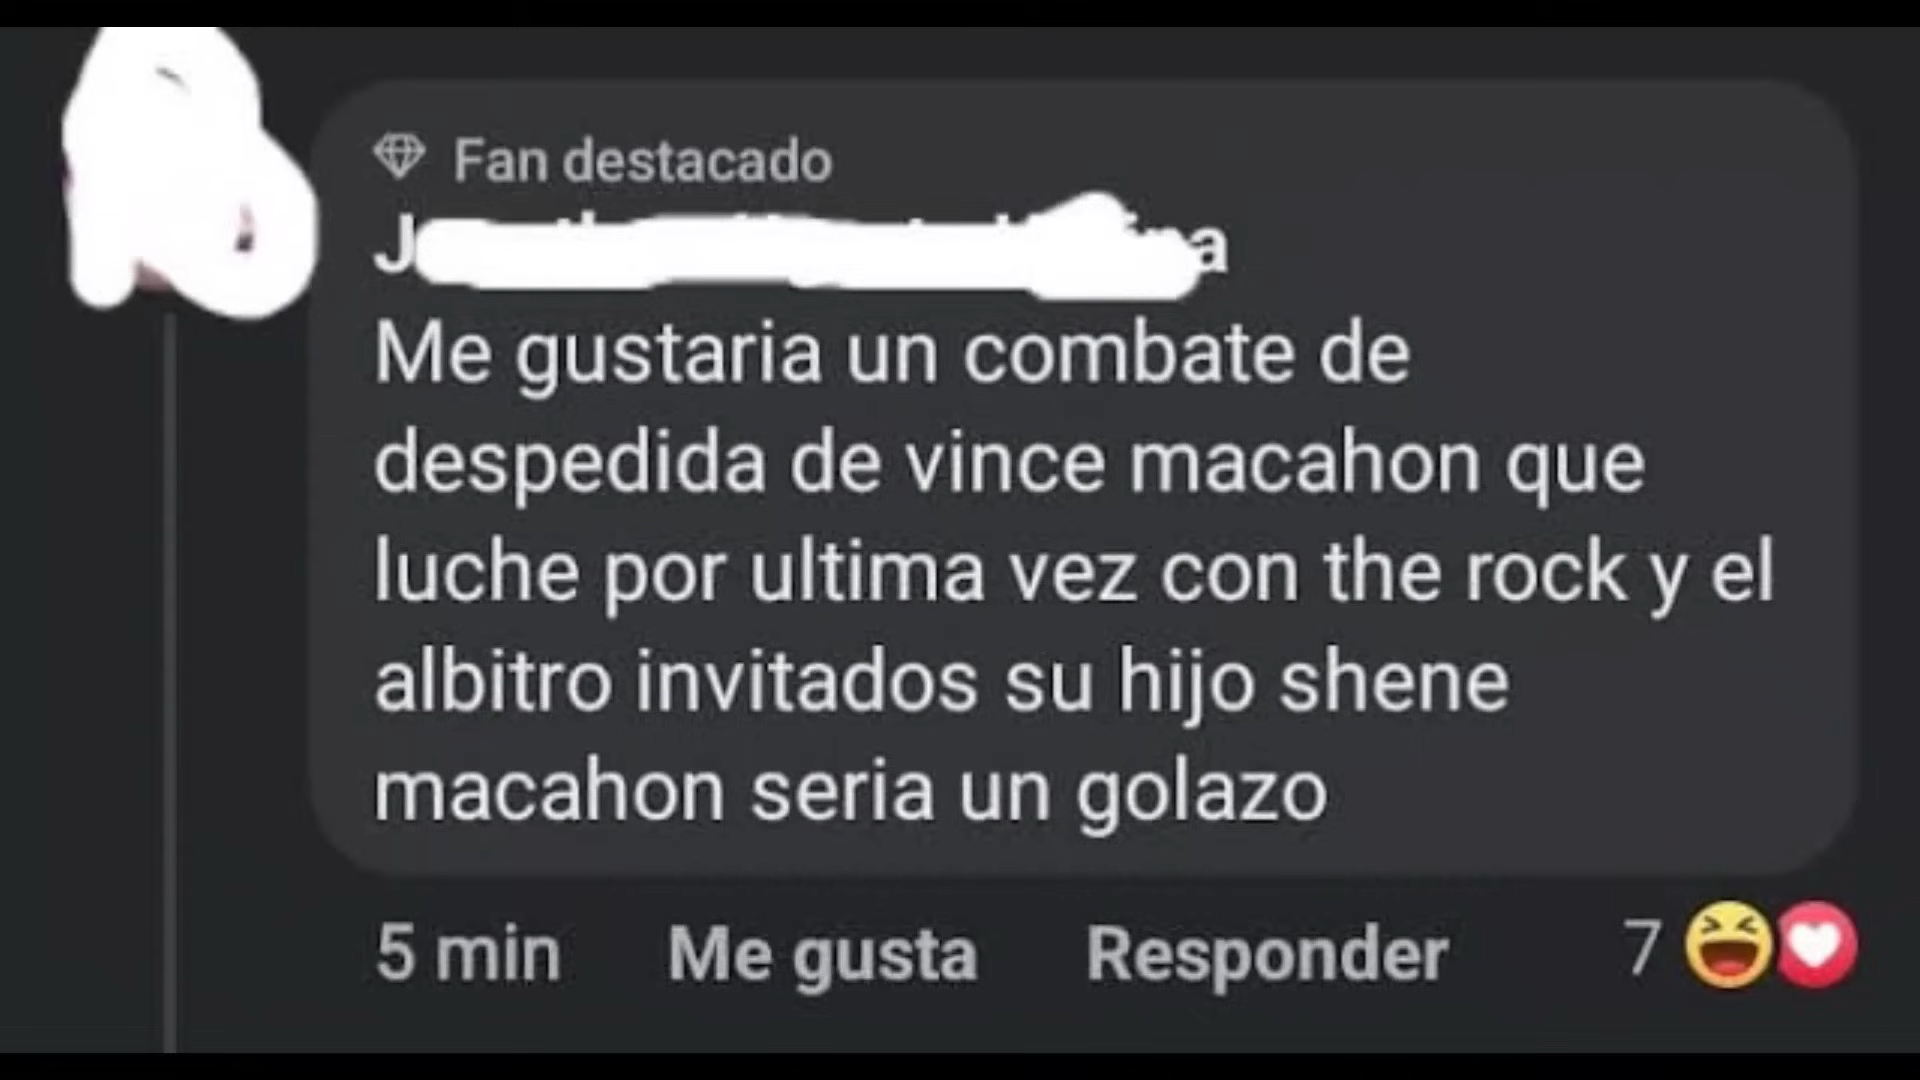 Fan destacado
Me gustaria un combate de
despedida de vince macahon que
luche por ultima vez con the rock y el
albitro invitados su hijo shene
macahon seria un golazo
5 min Me gusta Responder 7